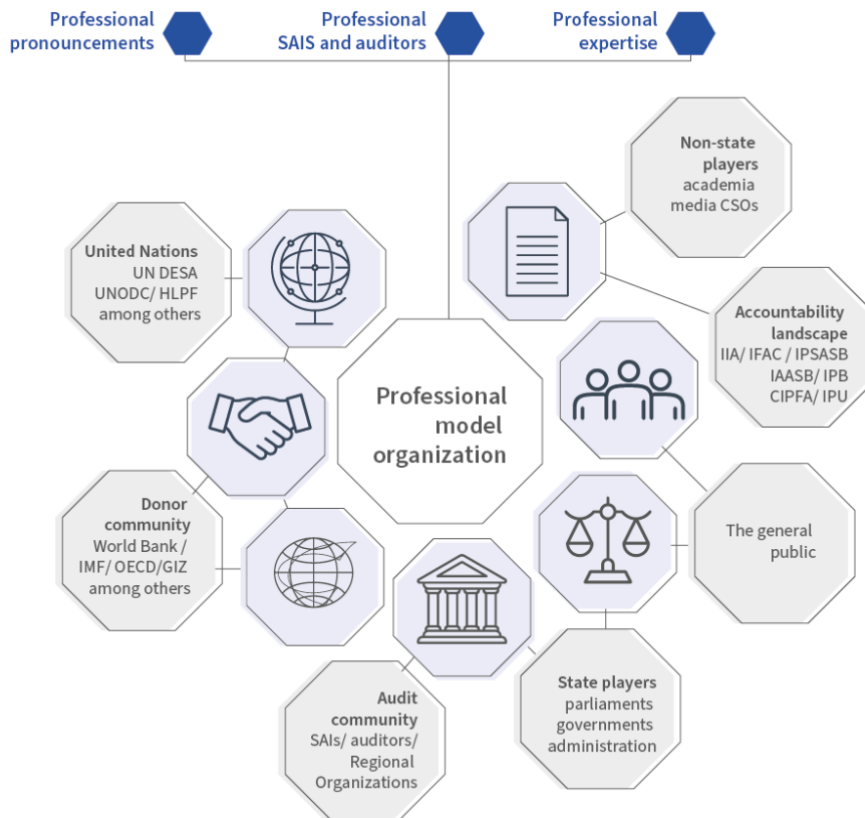 Professional
pronouncements
Professional
SAIS and auditors
Professional
expertise
Non-state
players
academia
media CSOs
United Nations
UN DESA
UNODC/ HLPF
among others
Accountability
landscape
IIA/ IFAC / IPSASB
IAASB/ IPB
CIPFA/ IPU
Professional
model
organization
Donor
community
World Bank /
IMF/ OECD/GIZ
among others
The general
public
Audit
community
SAIs/ auditors/
Regional
Organizations
State players
parliaments
governments
administration